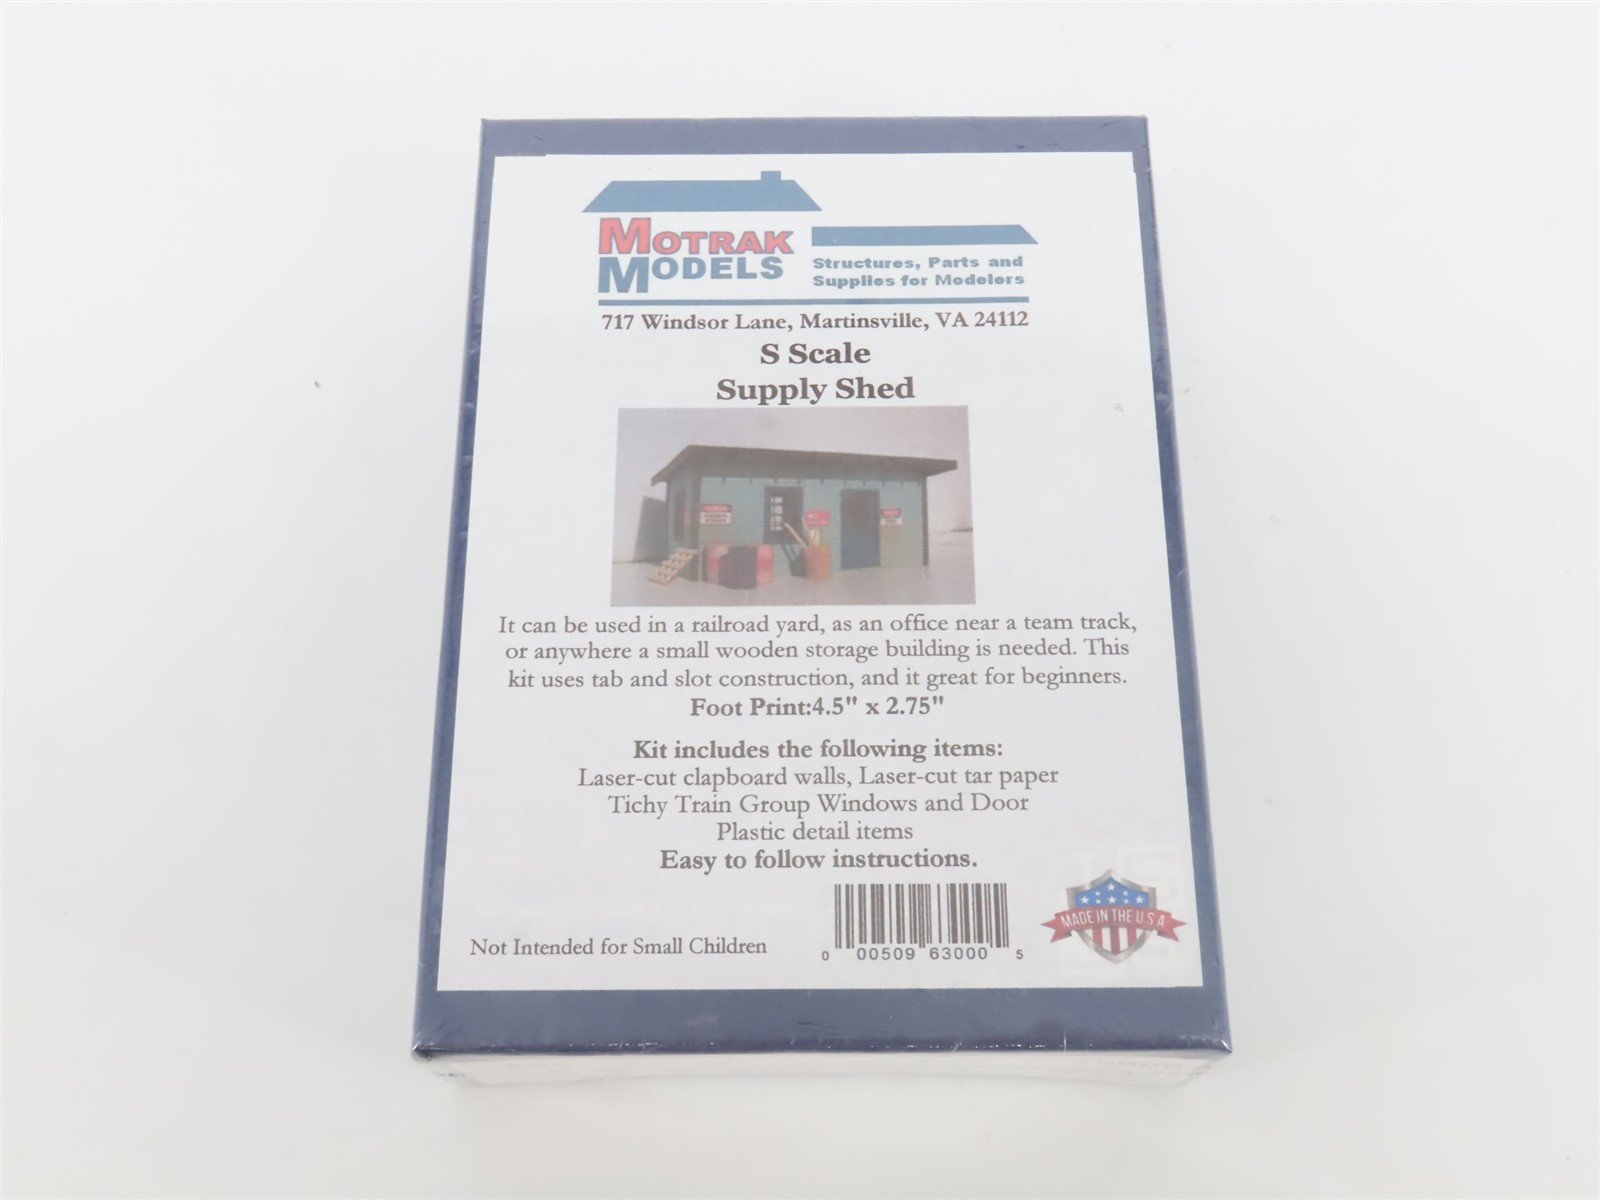 MOTRAK
MODELS
Structures, Parts and
Supplies for Modelers
717 Windsor Lane, Martinsville, VA 24112
S Scale
Supply Shed
It can be used in a railroad yard, as an office near a team track,
or anywhere a small wooden storage building is needed. This
kit uses tab and slot construction, and it great for beginners.
Foot Print:4.5" x 2.75"
Kit includes the following items:
Laser-cut clapboard walls, Laser-cut tar paper
Tichy Train Group Windows and Door
Plastic detail items
Easy to follow instructions.
Not Intended for Small Children
0 00509 63000 5
MADE IN THE U.S.A